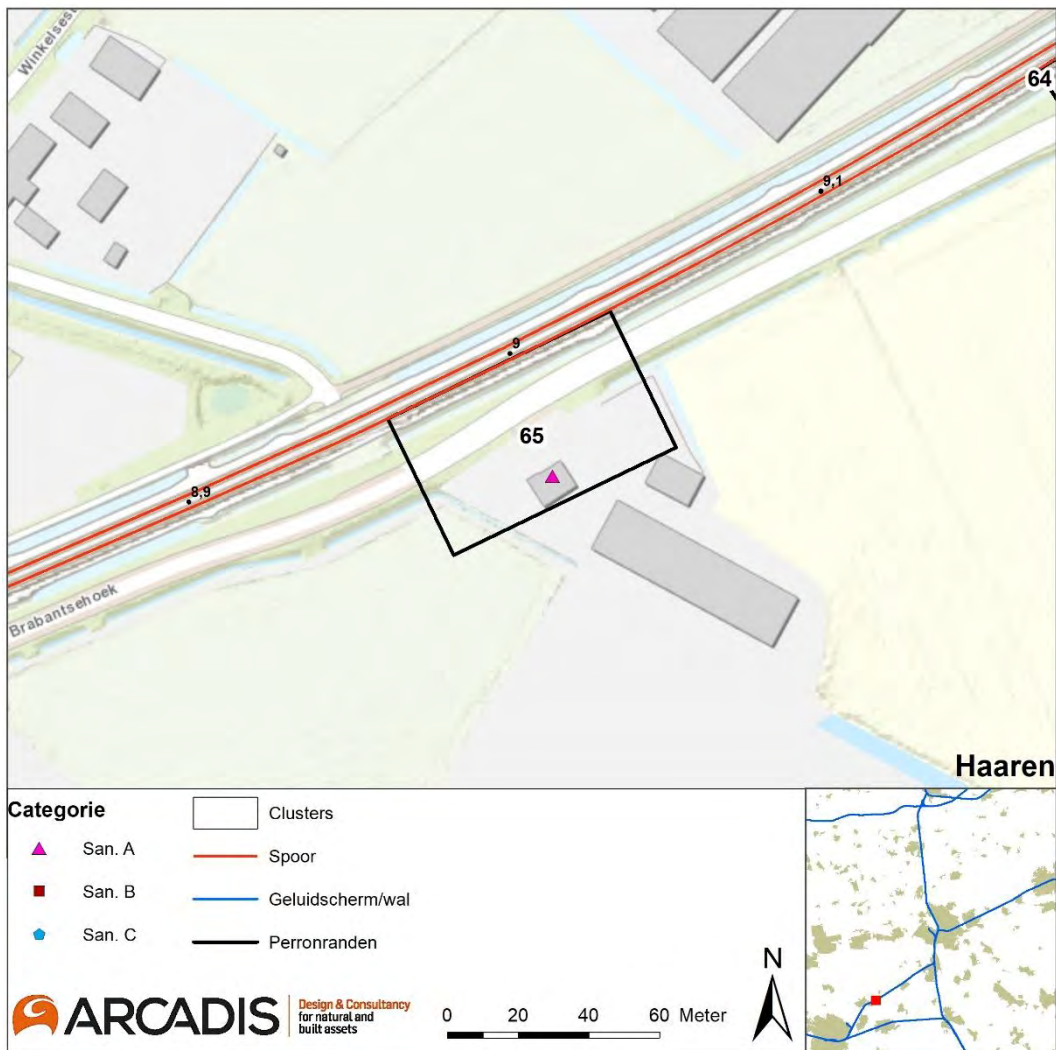 Winkelsest
64
9,1
9
65
8,9
Brabantsehoek
Haaren
Categorie
San. A
San. B
San. C
Clusters
Spoor
Geluidscherm/wal
Perronranden
ARCADIS
Design & Consultancy
for natural and
built assets
0 20 40 60 Meter
N